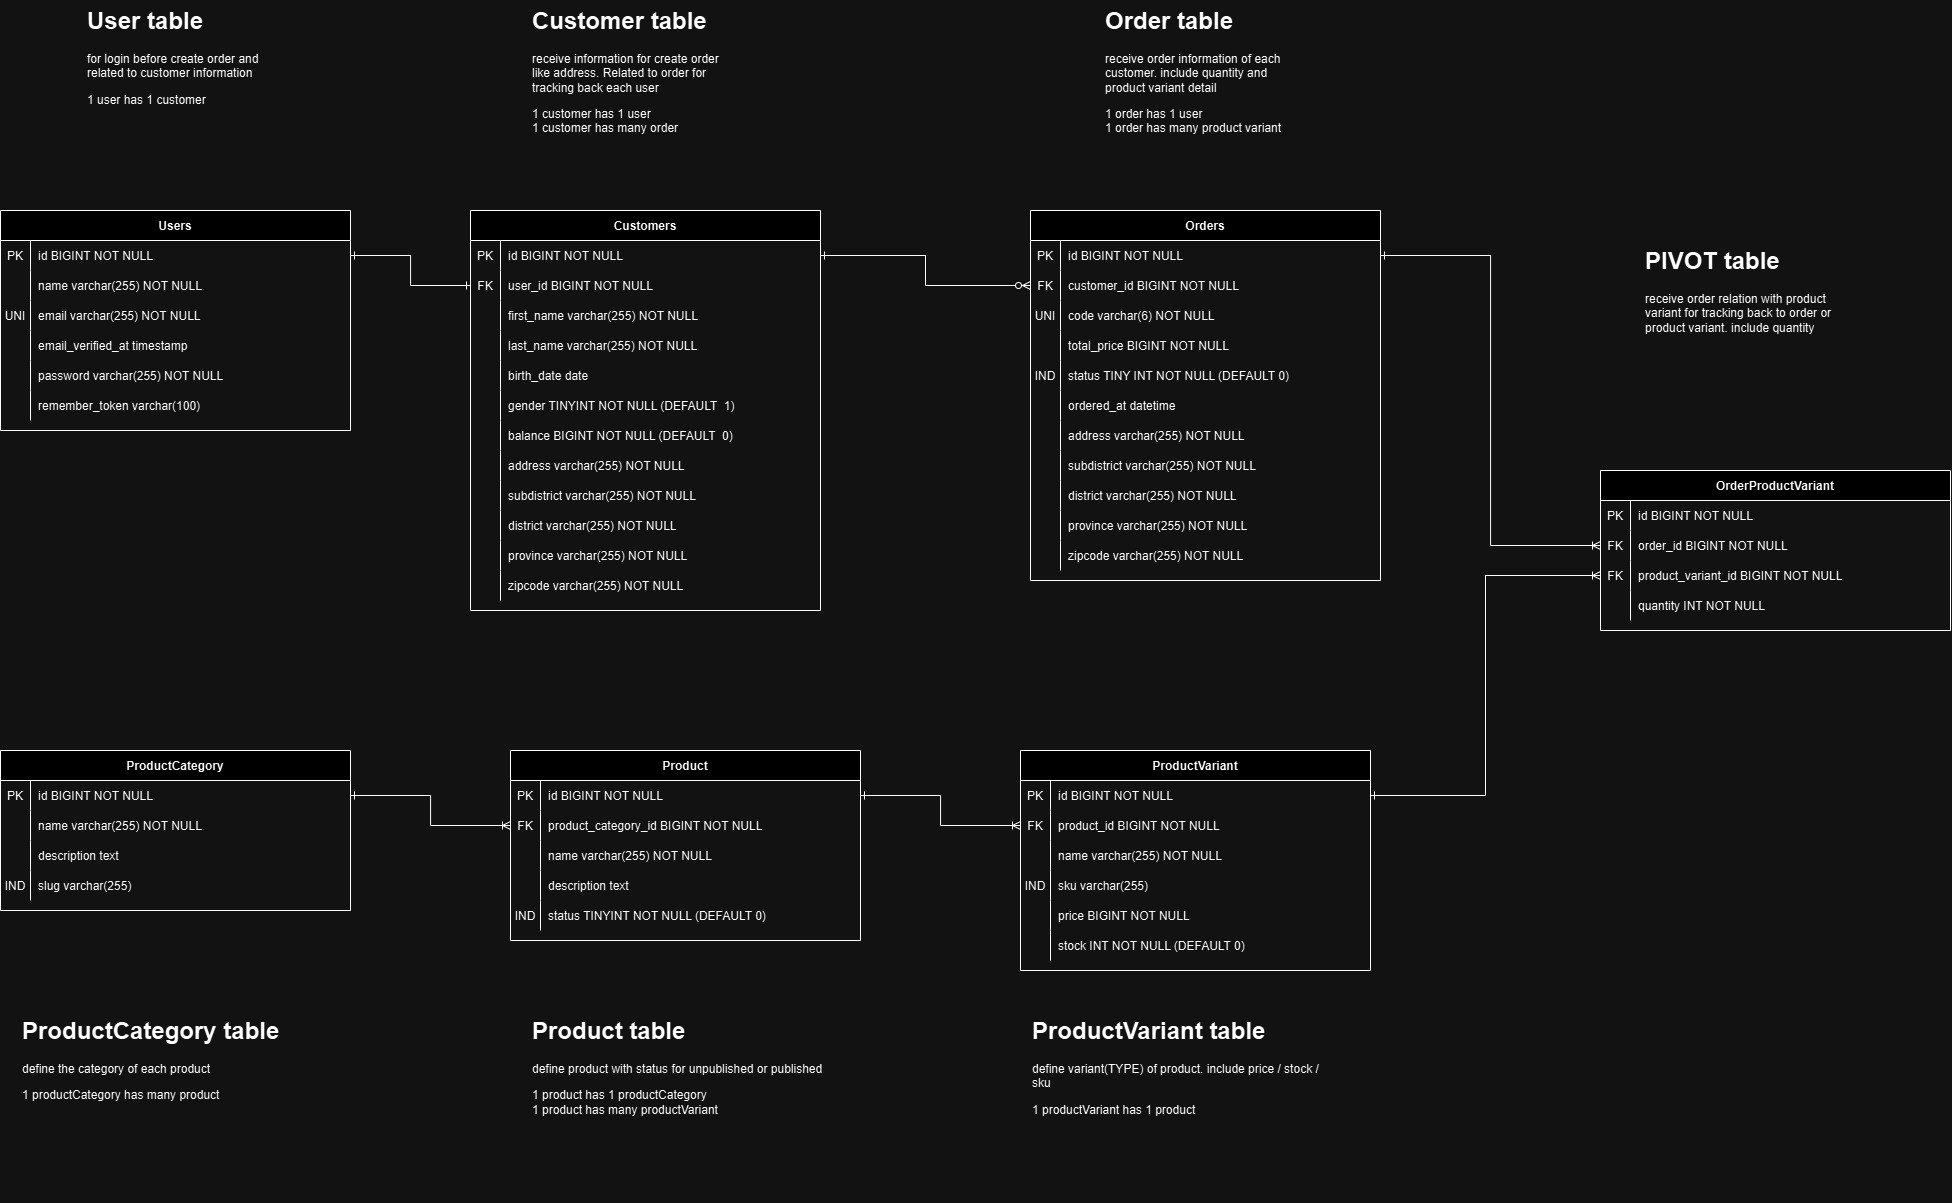 User table
for login before create order and
related to customer information
1 user has 1 customer
Customer table
receive information for create order
like address. Related to order for
tracking back each user
1 customer has 1 user
1 customer has many order
Order table
receive order information of each
customer. include quantity and
product variant detail
1 order has 1 user
1 order has many product variant
Users
PK id BIGINT NOT NULL
name varchar(255) NOT NULL
UNI email varchar(255) NOT NULL
email_verified_at timestamp
password varchar(255) NOT NULL
remember_token varchar(100)
Customers
PK id BIGINT NOT NULL
FK user_id BIGINT NOT NULL
first_name varchar(255) NOT NULL
last_name varchar(255) NOT NULL
birth_date date
gender TINYINT NOT NULL (DEFAULT  1)
balance BIGINT NOT NULL (DEFAULT  0)
address varchar(255) NOT NULL
subdistrict varchar(255) NOT NULL
district varchar(255) NOT NULL
province varchar(255) NOT NULL
zipcode varchar(255) NOT NULL
Orders
PK id BIGINT NOT NULL
FK customer_id BIGINT NOT NULL
UNI code varchar(6) NOT NULL
total_price BIGINT NOT NULL
IND status TINY INT NOT NULL (DEFAULT 0)
ordered_at datetime
address varchar(255) NOT NULL
subdistrict varchar(255) NOT NULL
district varchar(255) NOT NULL
province varchar(255) NOT NULL
zipcode varchar(255) NOT NULL
PIVOT table
receive order relation with product
variant for tracking back to order or
product variant. include quantity
OrderProductVariant
PK id BIGINT NOT NULL
FK order_id BIGINT NOT NULL
FK product_variant_id BIGINT NOT NULL
quantity INT NOT NULL
ProductCategory
PK id BIGINT NOT NULL
name varchar(255) NOT NULL
description text
IND slug varchar(255)
Product
PK id BIGINT NOT NULL
FK product_category_id BIGINT NOT NULL
name varchar(255) NOT NULL
description text
IND status TINYINT NOT NULL (DEFAULT 0)
ProductVariant
PK id BIGINT NOT NULL
FK product_id BIGINT NOT NULL
name varchar(255) NOT NULL
IND sku varchar(255)
price BIGINT NOT NULL
stock INT NOT NULL (DEFAULT 0)
ProductCategory table
define the category of each product
1 productCategory has many product
Product table
define product with status for unpublished or published
1 product has 1 productCategory
1 product has many productVariant
ProductVariant table
define variant(TYPE) of product. include price / stock /
sku
1 productVariant has 1 product